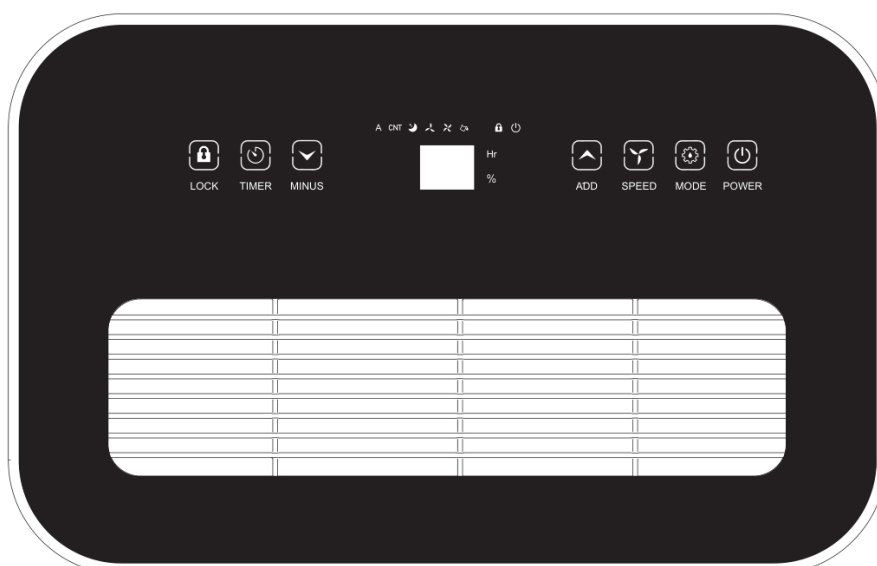 A CNT
Hr
%
LOCK TIMER MINUS
ADD SPEED MODE POWER